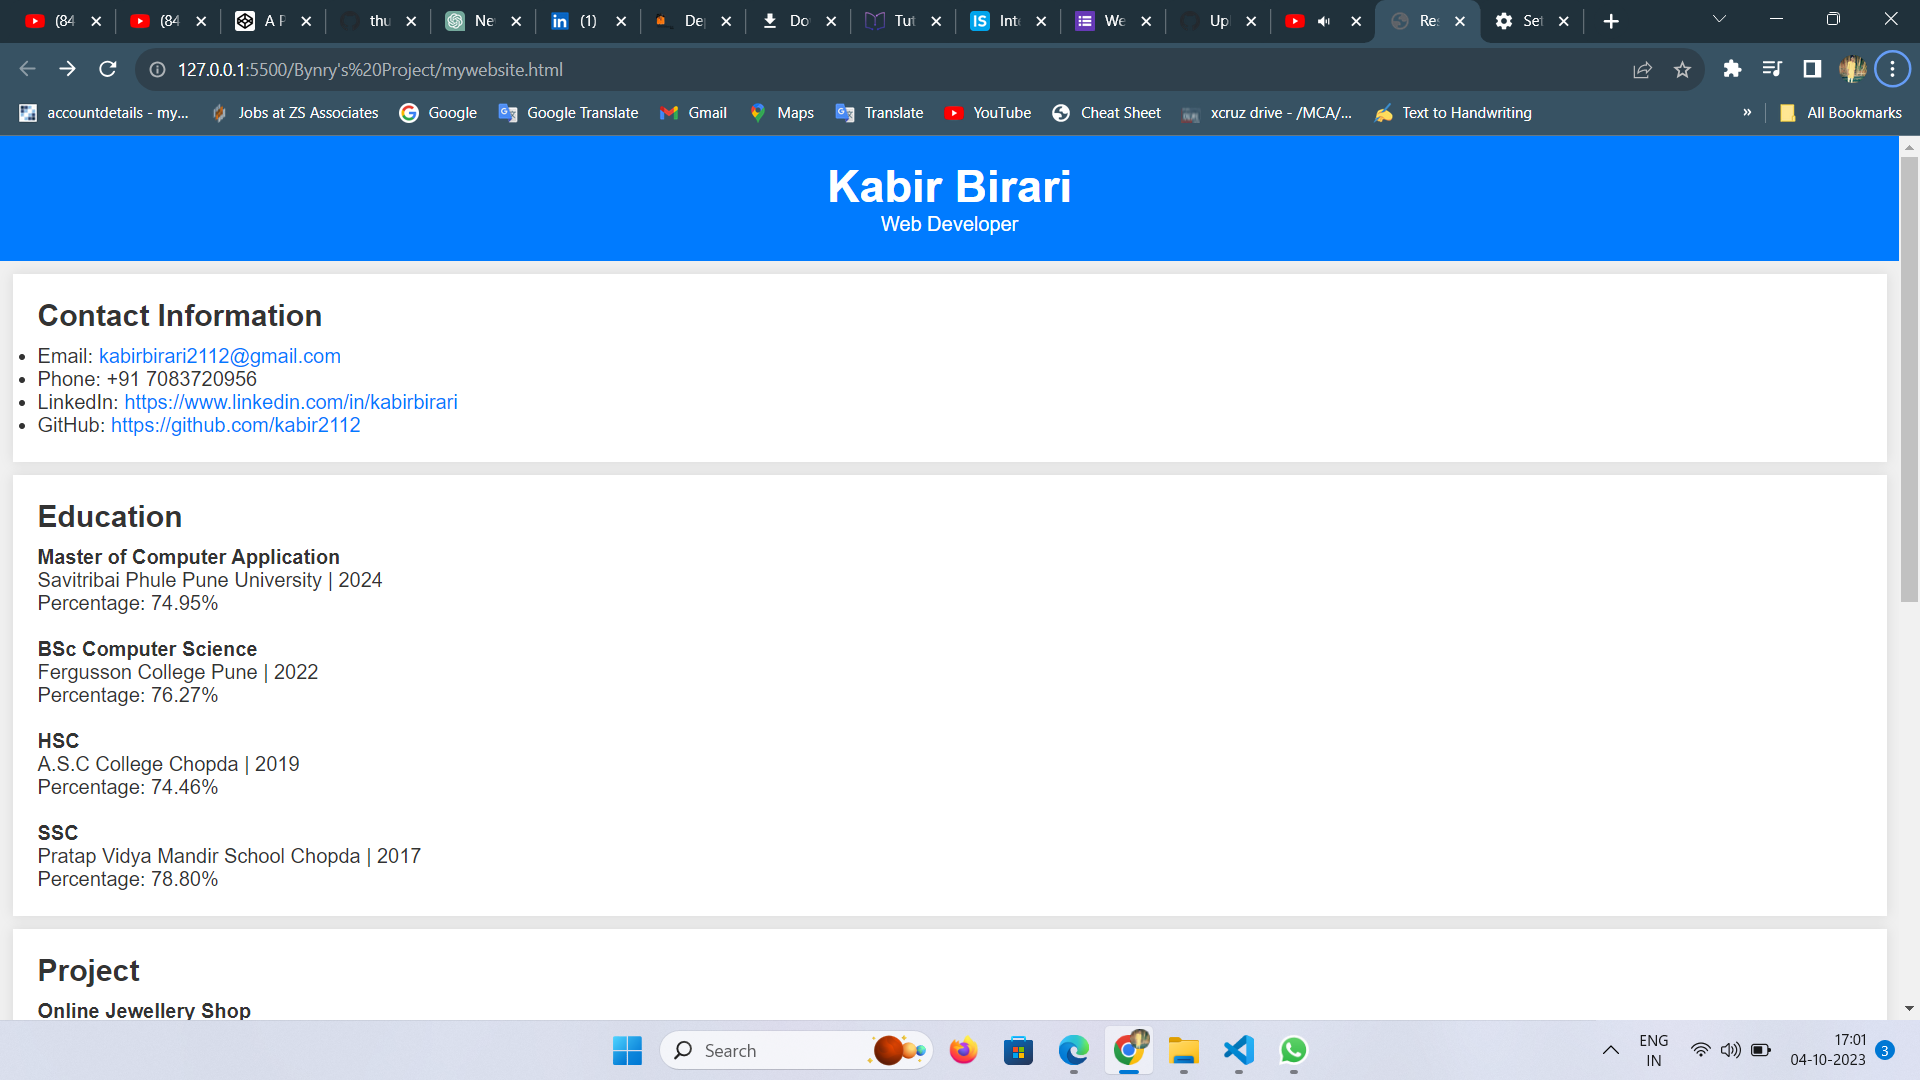 (84
(84
A P
thu
Ne
(1)
De
Do
Tut
Int
We
Up
Re
Se
127.0.0.1:5500/Bynry's%20Project/mywebsite.html
accountdetails - my... Jobs at ZS Associates Google Google Translate Gmail Maps Translate YouTube Cheat Sheet xcruz drive - /MCA/... Text to Handwriting » All Bookmarks
Kabir Birari
Web Developer
Contact Information
• Email: kabirbirari2112@gmail.com
• Phone: +91 7083720956
• LinkedIn: https://www.linkedin.com/in/kabirbirari
• GitHub: https://github.com/kabir2112
Education
Master of Computer Application
Savitribai Phule Pune University | 2024
Percentage: 74.95%
BSc Computer Science
Fergusson College Pune | 2022
Percentage: 76.27%
HSC
A.S.C College Chopda | 2019
Percentage: 74.46%
SSC
Pratap Vidya Mandir School Chopda | 2017
Percentage: 78.80%
Project
Online Jewellery Shop
Search
ENG
IN
17:01
04-10-2023
3